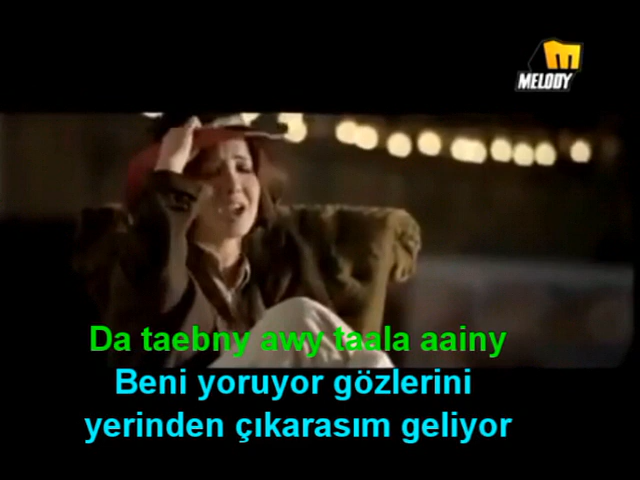 MELODY
Da taebny awy taala aainy
Beni yoruyor gözlerini
yerinden çıkarasım geliyor